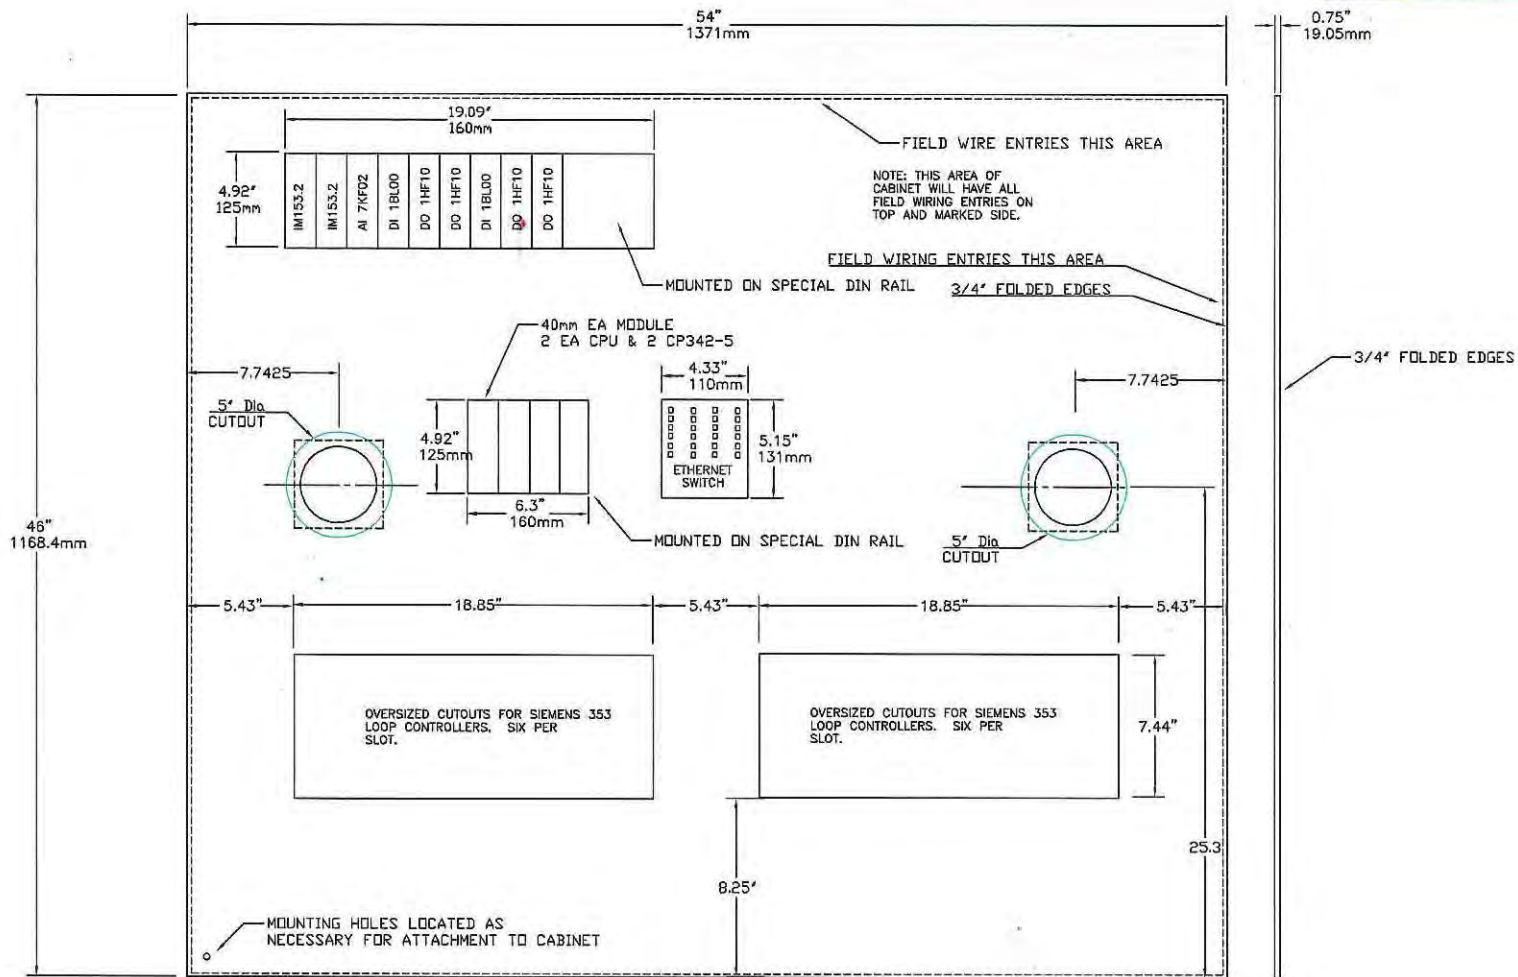 54"
1371mm
0.75"
19.05mm
19.09"
160mm
FIELD WIRE ENTRIES THIS AREA
4.92"
125mm
IM153.2
IM153.2
AI 7KF02
DI 1BL00
DO 1HF10
DO 1HF10
DI 1BL00
DO 1HF10
DO 1HF10
NOTE: THIS AREA OF
CABINET WILL HAVE ALL
FIELD WIRING ENTRIES ON
TOP AND MARKED SIDE.
FIELD WIRING ENTRIES THIS AREA
MOUNTED ON SPECIAL DIN RAIL
3/4" FOLDED EDGES
40mm EA MODULE
2 EA CPU & 2 CP342-5
3/4" FOLDED EDGES
7.7425
4.33"
110mm
7.7425
5" Dia
CUTOUT
4.92"
125mm
5.15"
131mm
ETHERNET
SWITCH
6.3"
160mm
46"
1168.4mm
MOUNTED ON SPECIAL DIN RAIL
5" Dia
CUTOUT
5.43"
18.85"
5.43"
18.85"
5.43"
OVERSIZED CUTOUTS FOR SIEMENS 353
LOOP CONTROLLERS. SIX PER
SLOT.
OVERSIZED CUTOUTS FOR SIEMENS 353
LOOP CONTROLLERS. SIX PER
SLOT.
7.44"
25.3
8.25"
MOUNTING HOLES LOCATED AS
NECESSARY FOR ATTACHMENT TO CABINET